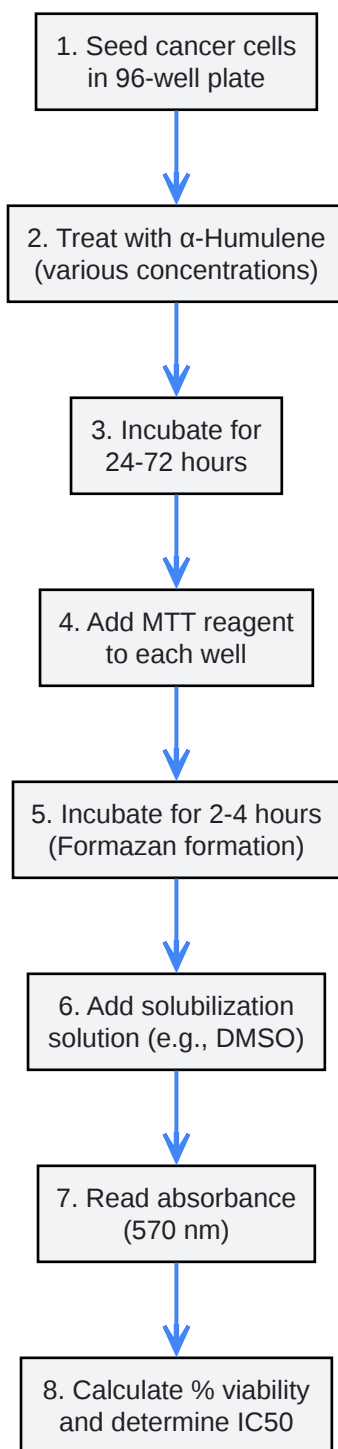 1. Seed cancer cells
in 96-well plate
2. Treat with α-Humulene
(various concentrations)
3. Incubate for
24-72 hours
4. Add MTT reagent
to each well
5. Incubate for 2-4 hours
(Formazan formation)
6. Add solubilization
solution (e.g., DMSO)
7. Read absorbance
(570 nm)
8. Calculate % viability
and determine IC50